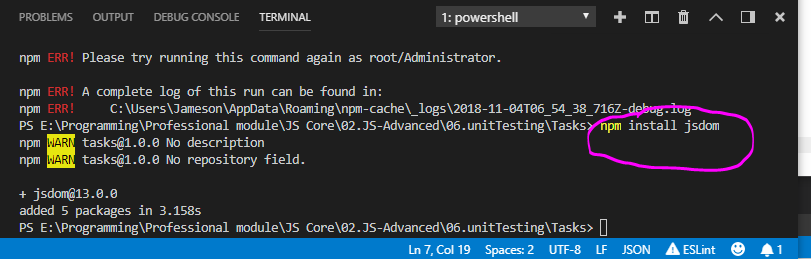 PROBLEMS OUTPUT DEBUG CONSOLE TERMINAL 1: powershell
npm ERR! Please try running this command again as root/Administrator.
npm ERR! A complete log of this run can be found in:
npm ERR!     C:\Users\Jameson\AppData\Roaming\npm-cache\_logs\2018-11-04T06_54_38_716Z-debug.log
PS E:\Programming\Professional module\JS Core\02.JS-Advanced\06.unitTesting\Tasks> npm install jsdom
npm WARN tasks@1.0.0 No description
npm WARN tasks@1.0.0 No repository field.
+ jsdom@13.0.0
added 5 packages in 3.158s
PS E:\Programming\Professional module\JS Core\02.JS-Advanced\06.unitTesting\Tasks>
Ln 7, Col 19 Spaces: 2 UTF-8 LF JSON ESLint 1